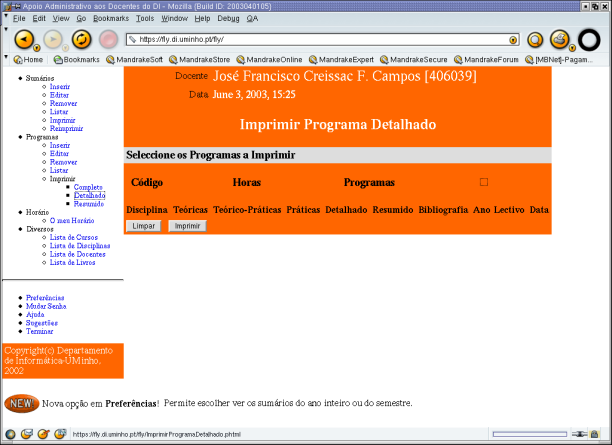 Apoio Administrativo aos Docentes do DI - Mozilla {Build ID: 2003040105}
File Edit View Go Bookmarks Tools Window Help Debug QA
https://fly.di.uminho.pt/fly/
Home Bookmarks MandrakeSoft MandrakeStore MandrakeOnline MandrakeExpert MandrakeSecure MandrakeForum [MBNet]-Pagam...
Sumários
Inserir
Editar
Remover
Listar
Imprimir
Reimprimir
Programas
Inserir
Editar
Remover
Listar
Imprimir
Completo
Detalhado
Resumido
Horário
O meu Horário
Diversos
Lista de Cursos
Lista de Disciplinas
Lista de Docentes
Lista de Livros
Preferências
Mudar Senha
Ajuda
Sugestões
Terminar
Copyright(c) Departamento
de Informática-UMinho,
2002
Docente José Francisco Creissac F. Campos [406039]
Data June 3, 2003, 15:25
Imprimir Programa Detalhado
Seleccione os Programas a Imprimir
Código Horas Programas
Disciplina Teóricas Teórico-Práticas Práticas Detalhado Resumido Bibliografia Ano Lectivo Data
Limpar Imprimir
NEW! Nova opção em Preferências! Permite escolher ver os sumários do ano inteiro ou do semestre.
https://fly.di.uminho.pt/fly/ImprimirProgramaDetalhado.phtml